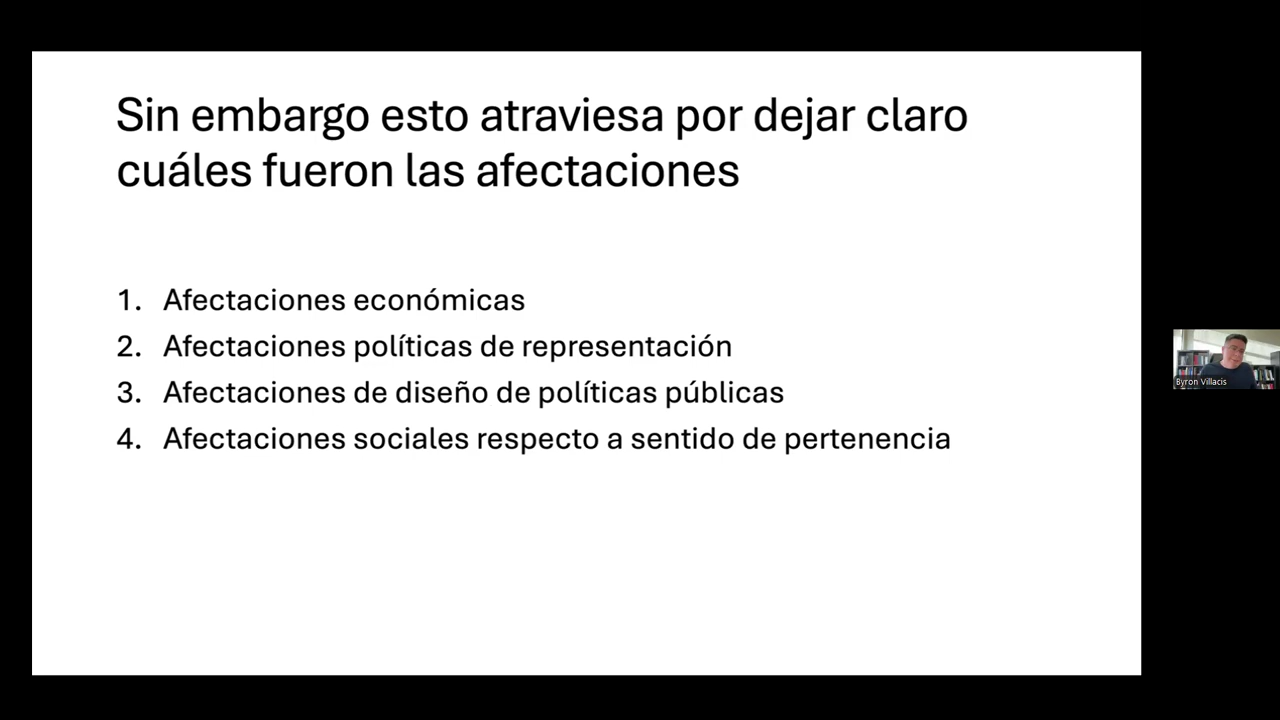 Sin embargo esto atraviesa por dejar claro
cuáles fueron las afectaciones
1. Afectaciones económicas
2. Afectaciones políticas de representación
3. Afectaciones de diseño de políticas públicas
4. Afectaciones sociales respecto a sentido de pertenencia
Byron Villacis